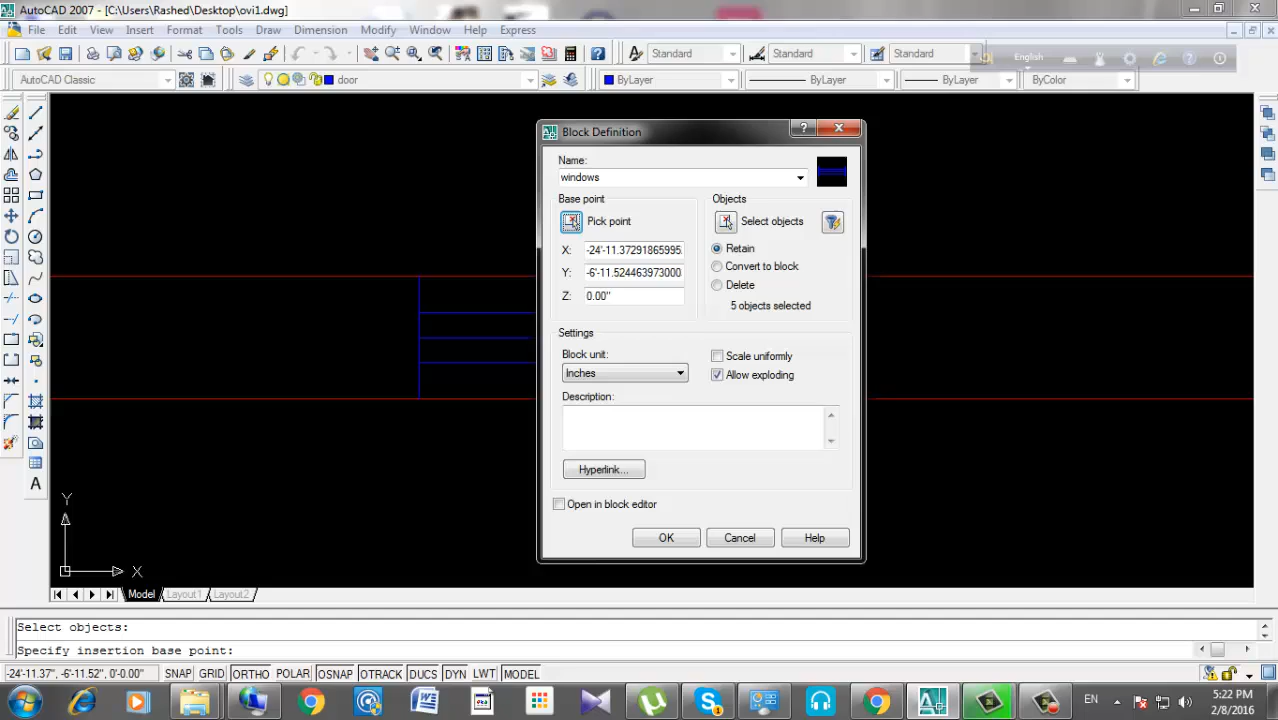 AutoCAD 2007 - [C:\Users\Rashed\Desktop\ovi1.dwg]
File Edit View Insert Format Tools Draw Dimension Modify Window Help Express
Standard Standard Standard English
AutoCAD Classic door ByLayer ByLayer ByLayer ByColor
Block Definition
Name:
windows
Base point
Objects
Pick point
Select objects
X: -24'-11.37291865995
Retain
Y: -6'-11.524463973000
Convert to block
Z: 0.00"
Delete
5 objects selected
Settings
Block unit:
Scale uniformly
Inches
Allow exploding
Description:
Hyperlink...
Open in block editor
OK Cancel Help
Y
X
Model Layout1 Layout2
Select objects:
Specify insertion base point:
-24'-11.37", -6'-11.52", 0'-0.00" SNAP GRID ORTHO POLAR OSNAP OTRACK DUCS DYN LWT MODEL
EN
5:22 PM
2/8/2016